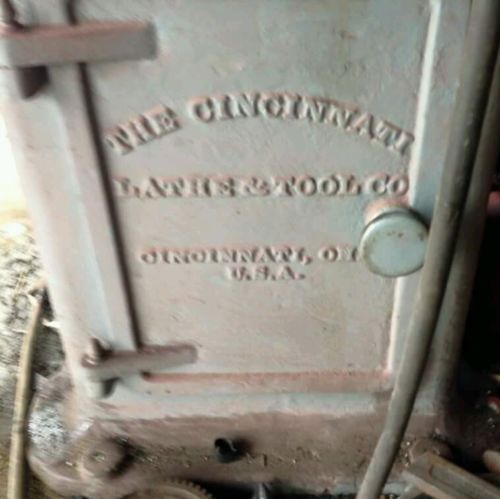 THE CINCINNATI
LATHE & TOOL CO
CINCINNATI,
U.S.A.